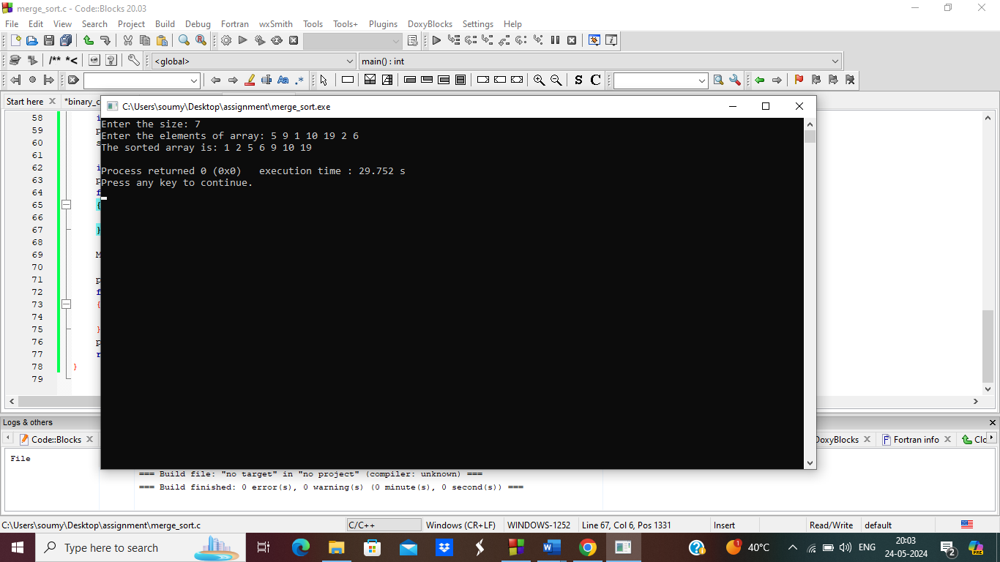 merge_sort.c - Code::Blocks 20.03
File Edit View Search Project Build Debug Fortran wxSmith Tools Tools+ Plugins DoxyBlocks Settings Help
/** *<
<global>
main() : int
Aa .*
S C
Start here
*binary_c
C:\Users\soumy\Desktop\assignment\merge_sort.exe
Enter the size: 7
Enter the elements of array: 5 9 1 10 19 2 6
The sorted array is: 1 2 5 6 9 10 19
Process returned 0 (0x0)   execution time : 29.752 s
Press any key to continue.
58 i
59 p
60 s
61
62 i
63 p
64 f
65 {
66
67 }
68
69 M
70
71 p
72 f
73 {
74
75 }
76 p
77 r
78 }
79
Logs & others
Code::Blocks
DoxyBlocks
Fortran info
Clo
File
=== Build file: "no target" in "no project" (compiler: unknown) ===
=== Build finished: 0 error(s), 0 warning(s) (0 minute(s), 0 second(s)) ===
C:\Users\soumy\Desktop\assignment\merge_sort.c
C/C++
Windows (CR+LF)
WINDOWS-1252
Line 67, Col 6, Pos 1331
Insert
Read/Write
default
Type here to search
40°C
ENG
20:03
24-05-2024
2
PRE